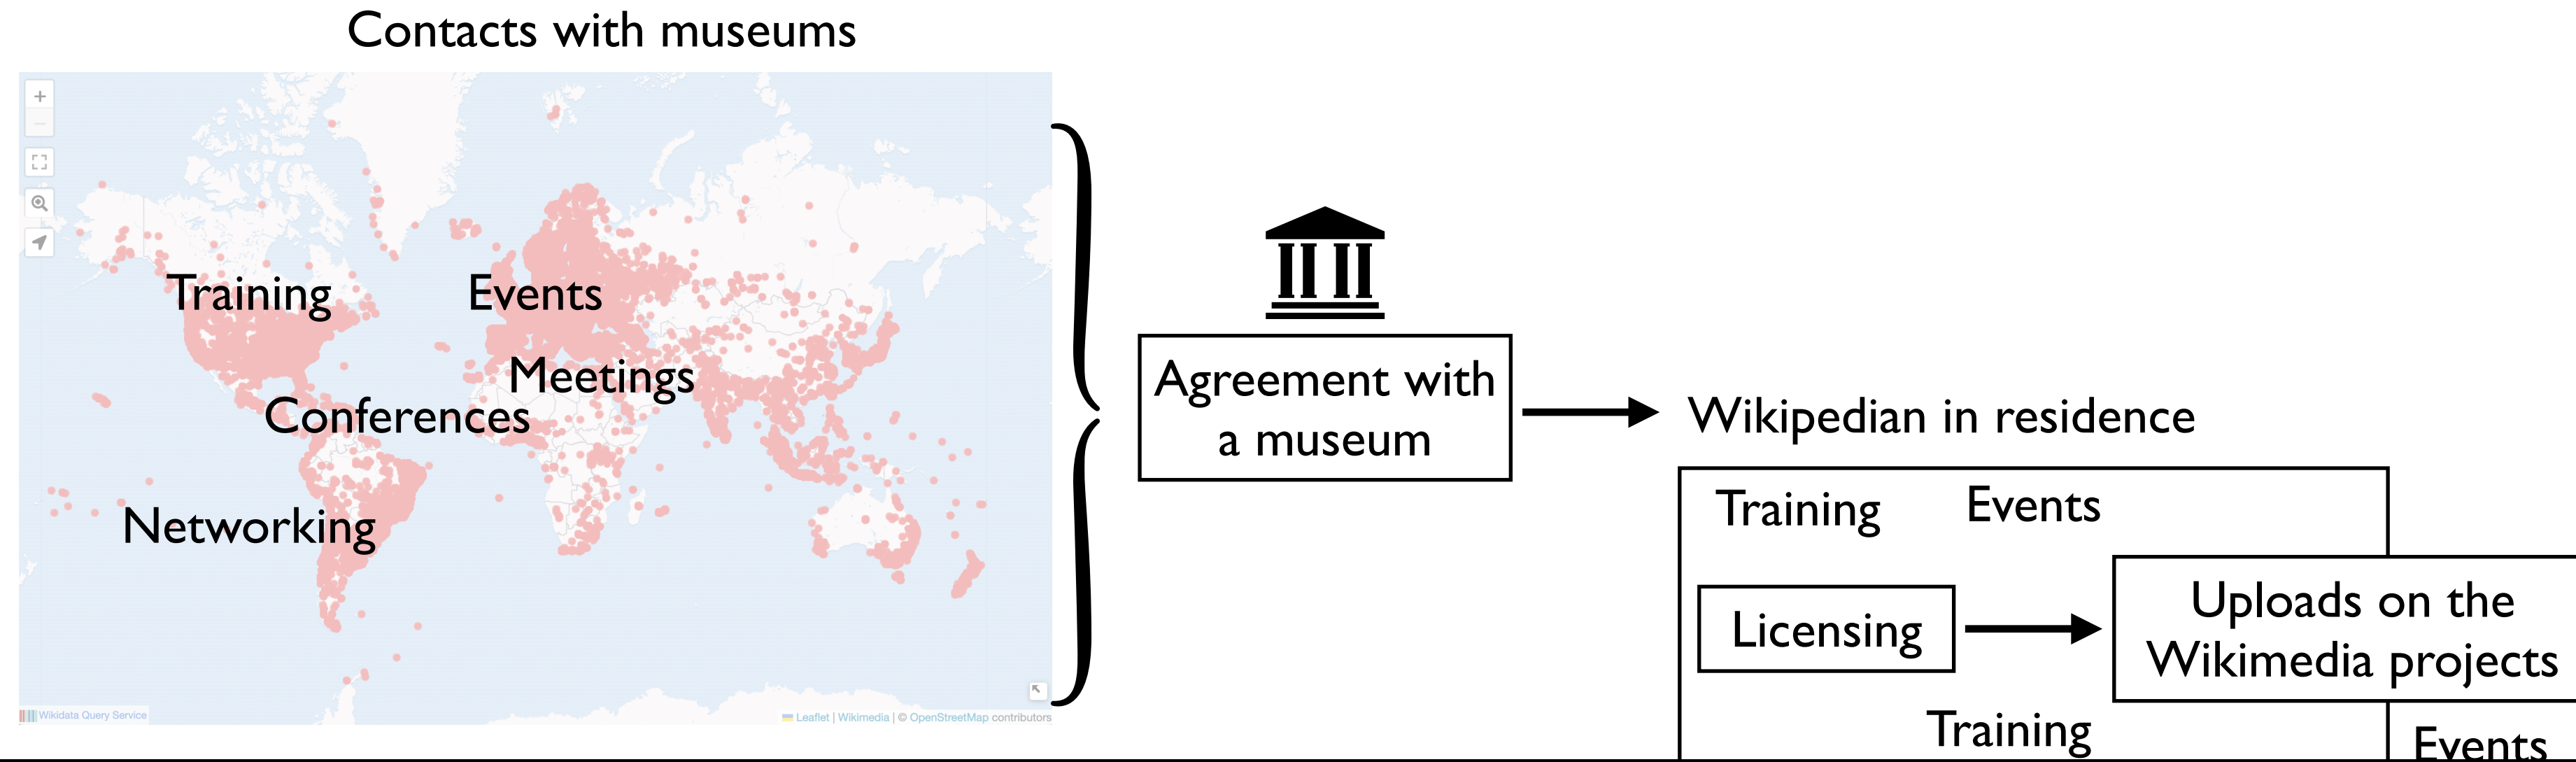 Contacts with museums
+
Training
Events
Meetings
Conferences
Networking
Wikidata Query Service
Leaflet | Wikimedia | © OpenStreetMap contributors
Agreement with
a museum
Wikipedian in residence
Training
Events
Licensing
Uploads on the
Wikimedia projects
Training
Events